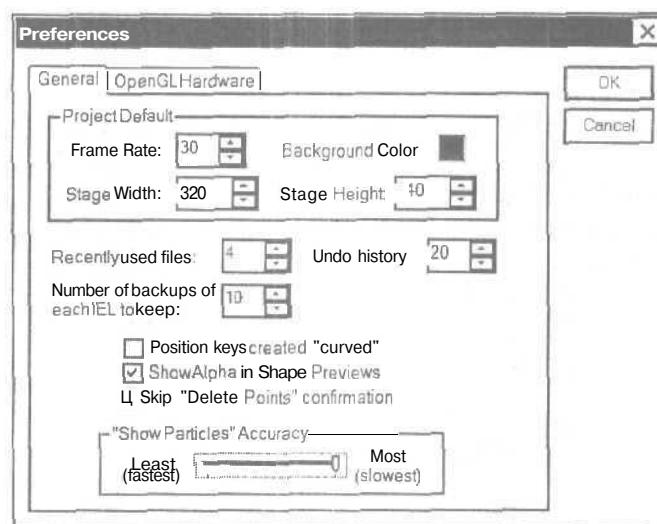 Preferences
General OpenGLHardware
OK
Cancel
Project Default
Frame Rate: 30 Background Color
Stage Width: 320 Stage Height: 40
Recently used files: 4 Undo history 20
Number of backups of
each IEL to keep: 10
Position keys created "curved"
Show Alpha in Shape Previews
Ц Skip "Delete Points" confirmation
"Show Particles" Accuracy
Least Most
(fastest) (slowest)